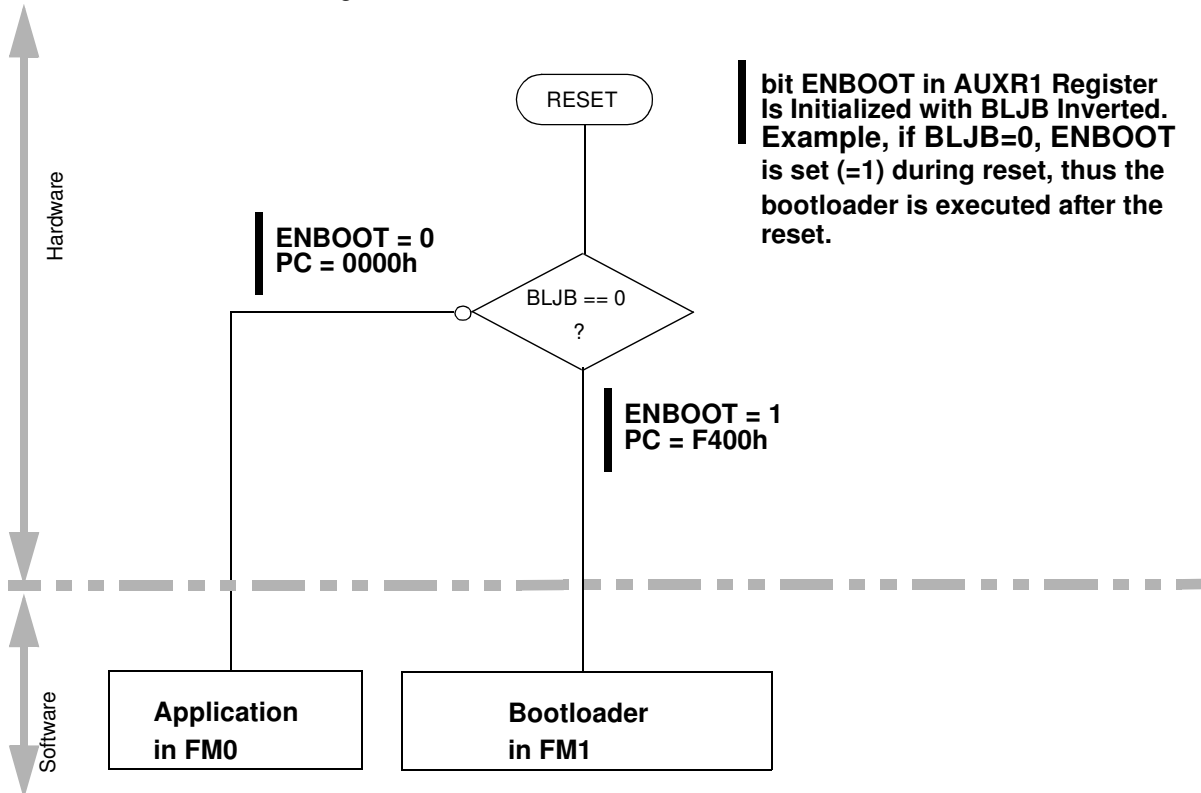 RESET
bit ENBOOT in AUXR1 Register
Is Initialized with BLJB Inverted.
Example, if BLJB=0, ENBOOT
is set (=1) during reset, thus the
bootloader is executed after the
reset.
Hardware
ENBOOT = 0
PC = 0000h
BLJB == 0
?
ENBOOT = 1
PC = F400h
Software
Application
in FM0
Bootloader
in FM1